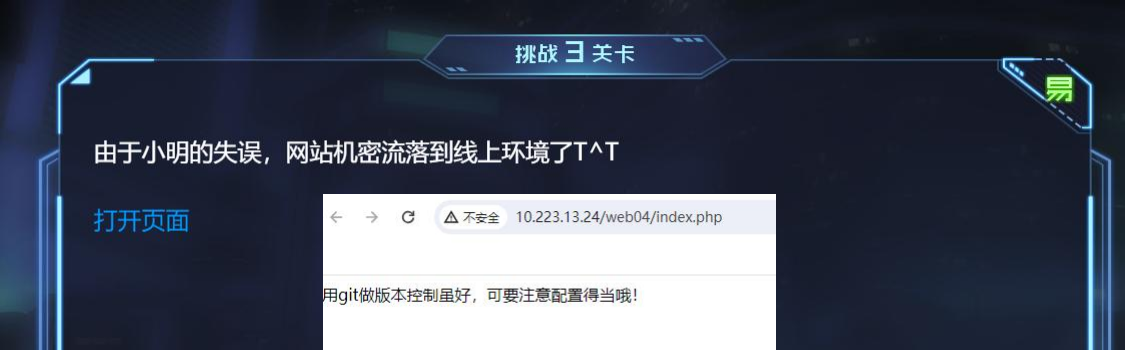 挑战 3 关卡
易
由于小明的失误，网站机密流落到线上环境了T^T
打开页面
不安全 10.223.13.24/web04/index.php
用git做版本控制虽好，可要注意配置得当哦！